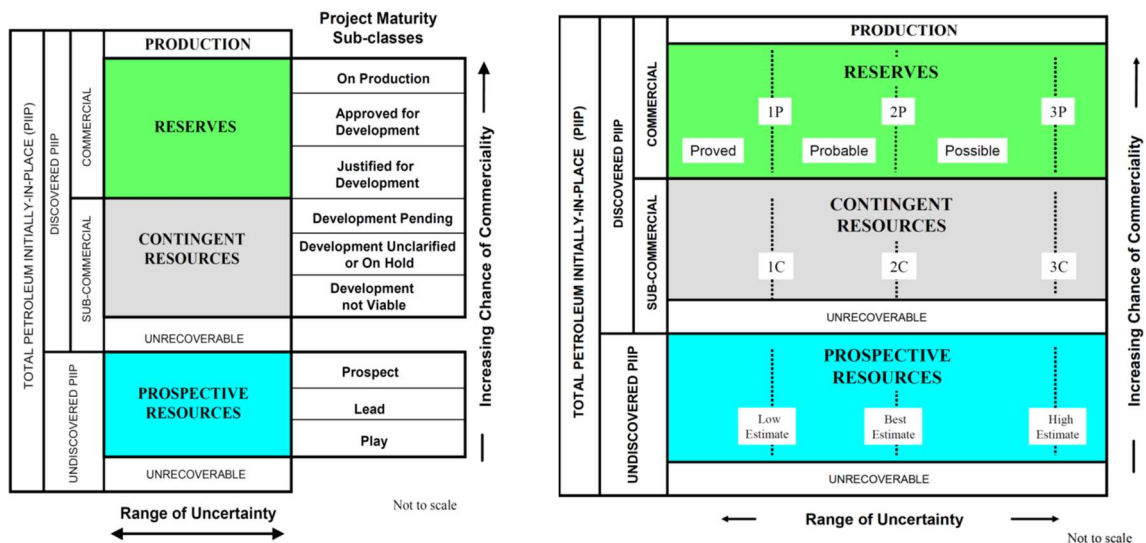 Project Maturity
Sub-classes
TOTAL PETROLEUM INITIALLY-IN-PLACE (PIIP)
DISCOVERED PIIP
COMMERCIAL
PRODUCTION
RESERVES
On Production
Approved for
Development
Justified for
Development
SUB-COMMERCIAL
CONTINGENT
RESOURCES
Development Pending
Development Unclarified
or On Hold
Development
not Viable
UNRECOVERABLE
UNDISCOVERED PIIP
PROSPECTIVE
RESOURCES
Prospect
Lead
Play
UNRECOVERABLE
Increasing Chance of Commerciality
Not to scale
Range of Uncertainty
TOTAL PETROLEUM INITIALLY-IN-PLACE (PIIP)
DISCOVERED PIIP
COMMERCIAL
PRODUCTION
RESERVES
1P
2P
3P
Proved
Probable
Possible
SUB-COMMERCIAL
CONTINGENT
RESOURCES
1C
2C
3C
UNRECOVERABLE
UNDISCOVERED PIIP
PROSPECTIVE
RESOURCES
Low
Estimate
Best
Estimate
High
Estimate
UNRECOVERABLE
Increasing Chance of Commerciality
Range of Uncertainty
Not to scale